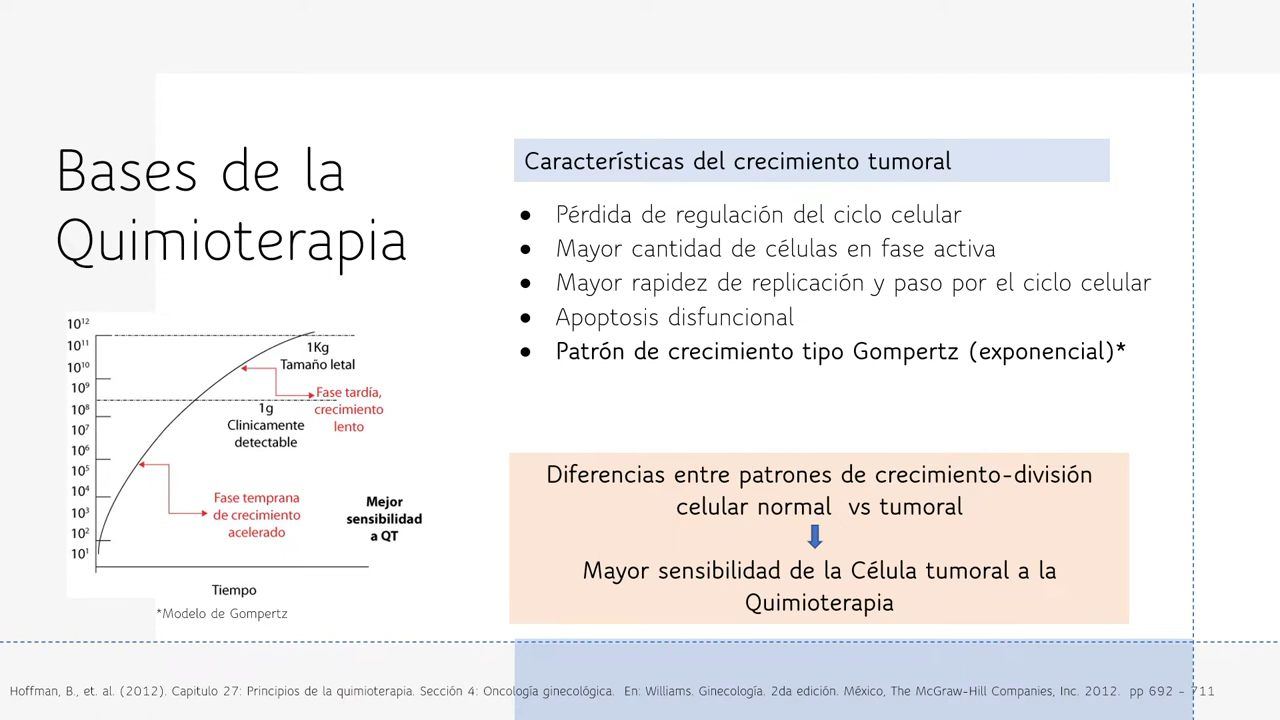 Bases de la
Quimioterapia
10¹²
10¹¹
10¹⁰
10⁹
10⁸
10⁷
10⁶
10⁵
10⁴
10³
10²
10¹
1Kg
Tamaño letal
Fase tardía,
crecimiento
lento
1g
Clinicamente
detectable
Fase temprana
de crecimiento
acelerado
Mejor
sensibilidad
a QT
Tiempo
*Modelo de Gompertz
Características del crecimiento tumoral
● Pérdida de regulación del ciclo celular
● Mayor cantidad de células en fase activa
● Mayor rapidez de replicación y paso por el ciclo celular
● Apoptosis disfuncional
● Patrón de crecimiento tipo Gompertz (exponencial)*
Diferencias entre patrones de crecimiento-división
celular normal vs tumoral
Mayor sensibilidad de la Célula tumoral a la
Quimioterapia
Hoffman, B., et. al. (2012). Capitulo 27: Principios de la quimioterapia. Sección 4: Oncología ginecológica. En: Williams. Ginecología. 2da edición. México, The McGraw-Hill Companies, Inc. 2012. pp 692 – 711